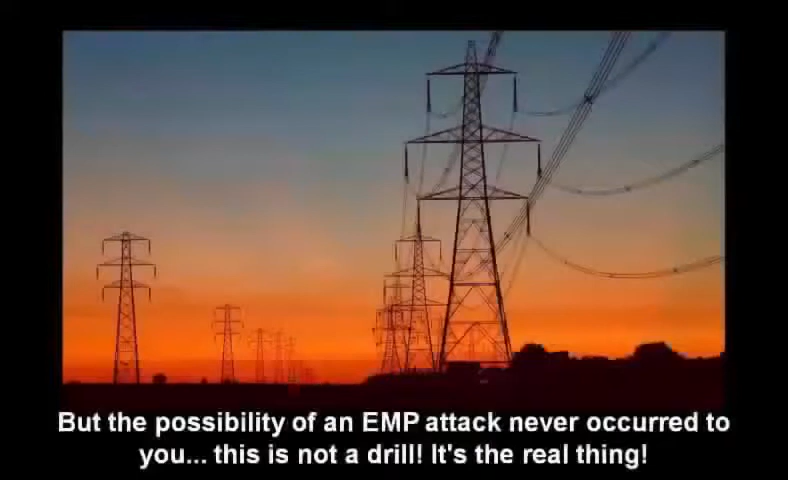 But the possibility of an EMP attack never occurred to
you... this is not a drill! It's the real thing!